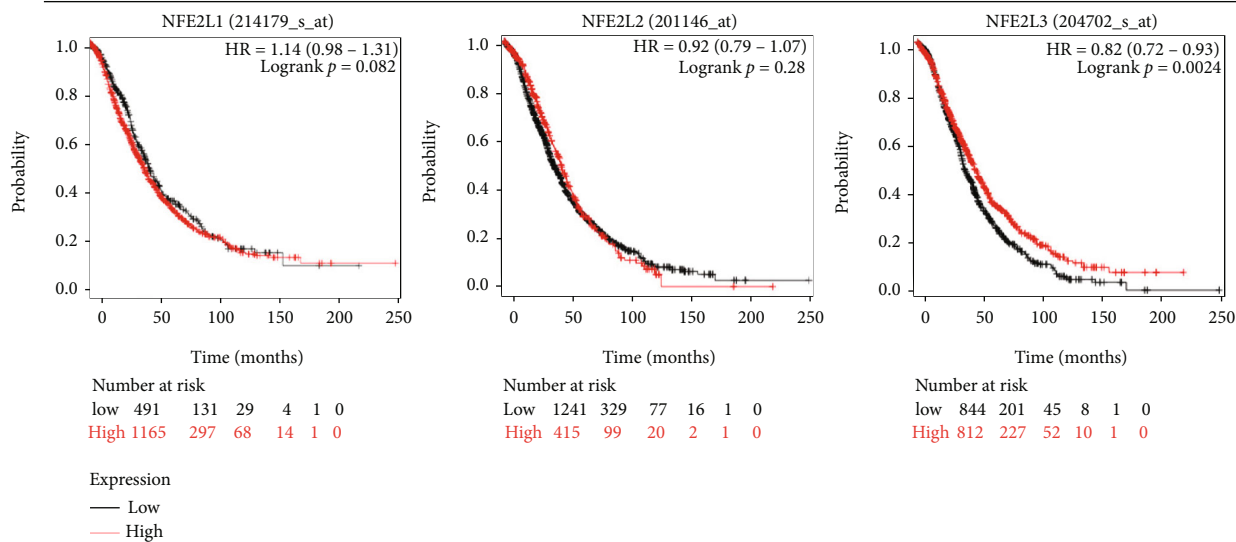 NFE2L1 (214179_s_at)
HR = 1.14 (0.98 – 1.31)
Logrank p = 0.082
Probability
1.0
0.8
0.6
0.4
0.2
0.0
0 50 100 150 200 250
Time (months)
Number at risk
low 491 131 29 4 1 0
High 1165 297 68 14 1 0
NFE2L2 (201146_at)
HR = 0.92 (0.79 – 1.07)
Logrank p = 0.28
Probability
1.0
0.8
0.6
0.4
0.2
0.0
0 50 100 150 200 250
Time (months)
Number at risk
Low 1241 329 77 16 1 0
High 415 99 20 2 1 0
NFE2L3 (204702_s_at)
HR = 0.82 (0.72 – 0.93)
Logrank p = 0.0024
Probability
1.0
0.8
0.6
0.4
0.2
0.0
0 50 100 150 200 250
Time (months)
Number at risk
low 844 201 45 8 1 0
High 812 227 52 10 1 0
Expression
Low
High